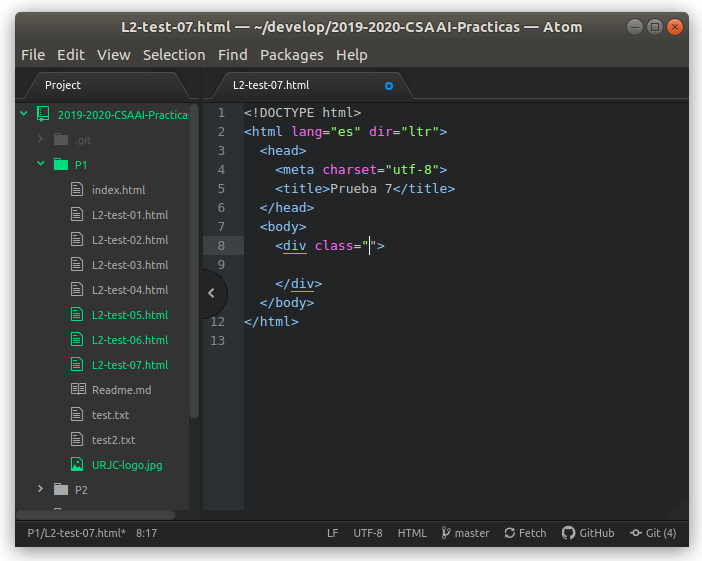 L2-test-07.html — ~/develop/2019-2020-CSAAI-Practicas — Atom
File Edit View Selection Find Packages Help
Project
L2-test-07.html
2019-2020-CSAAI-Practicas
.git
P1
index.html
L2-test-01.html
L2-test-02.html
L2-test-03.html
L2-test-04.html
L2-test-05.html
L2-test-06.html
L2-test-07.html
Readme.md
test.txt
test2.txt
URJC-logo.jpg
P2
1 <!DOCTYPE html>
2 <html lang="es" dir="ltr">
3 <head>
4 <meta charset="utf-8">
5 <title>Prueba 7</title>
6 </head>
7 <body>
8 <div class="">
9
</div>
</body>
12 </html>
13
P1/L2-test-07.html* 8:17 LF UTF-8 HTML master Fetch GitHub Git (4)